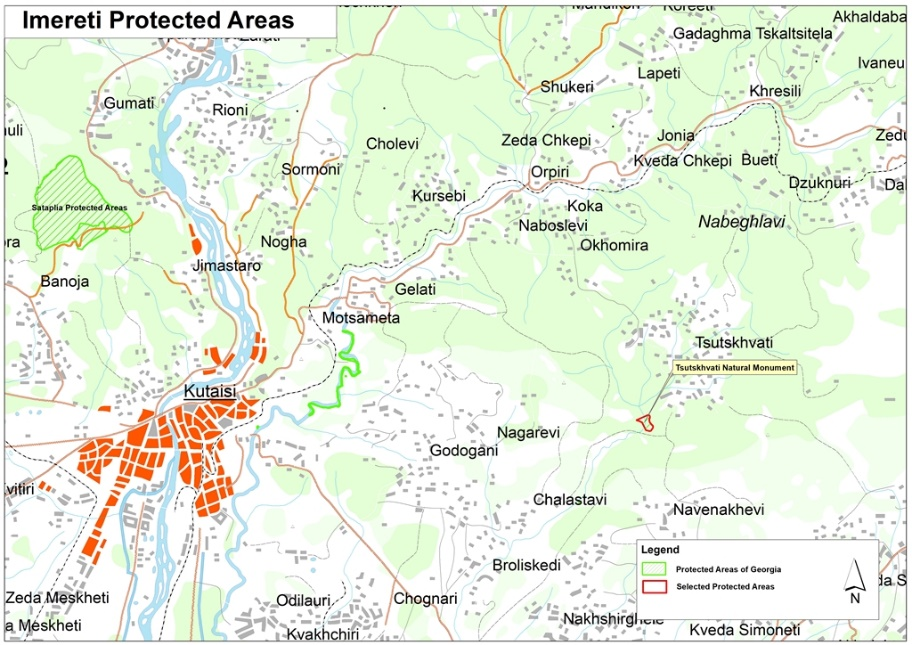 Imereti Protected Areas
Akhaldaba
Gadaghma Tskaltsitela
Ivaneu
Lapeti
Shukeri
Khresili
Gumati
Rioni
Jonia
Zeda Chkepi
Cholevi
Kveda Chkepi
Bueti
Sormoni
Orpiri
Dzuknuri
Kursebi
Koka
Sataplia Protected Areas
Naboslevi
Nabeghlavi
Nogha
Okhomira
Jimastaro
Banoja
Gelati
Motsameta
Tsutskhvati
Tsutskhvati Natural Monument
Kutaisi
Nagarevi
Godogani
Chalastavi
Navenakhevi
Legend
Protected Areas of Georgia
Selected Protected Areas
N
Broliskedi
Zeda Meskheti
Odilauri
Chognari
a Meskheti
Kvakhchiri
Kveda Simoneti